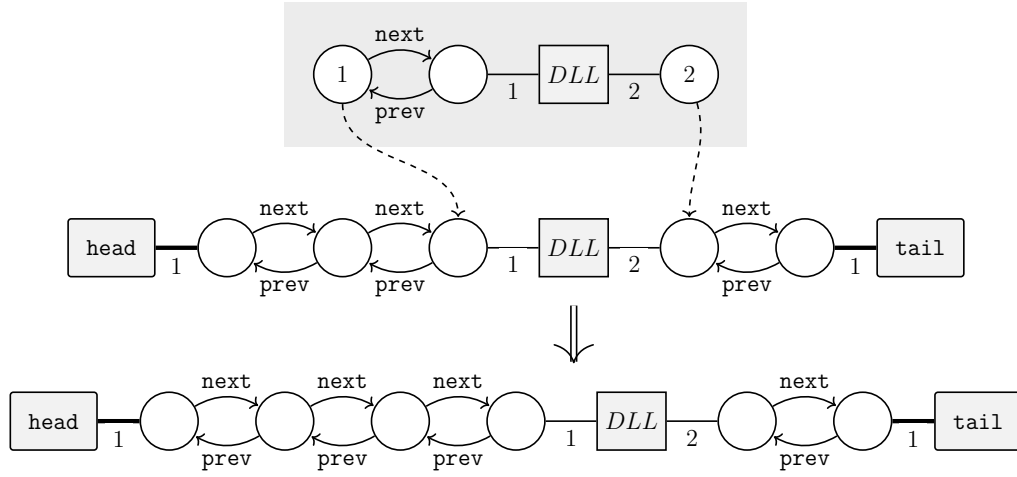 next
1 DLL 2
1 2
prev
next next next
head DLL tail
1 1 2 1
prev prev prev
next next next next
head DLL tail
1 1 2 1
prev prev prev prev